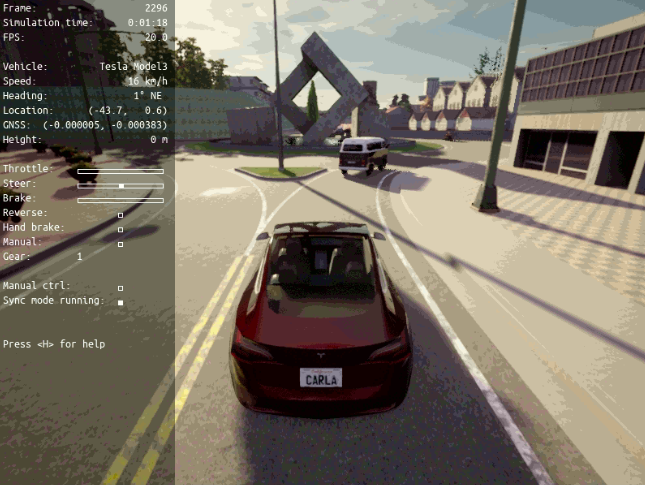 Frame: 2296
Simulation time: 0:01:18
FPS: 20.0
Vehicle: Tesla Model3
Speed: 16 km/h
Heading: 1° NE
Location: (-43.7, 0.6)
GNSS: (-0.000005, -0.000383)
Height: 0 m
Throttle:
Steer:
Brake:
Reverse:
Hand brake:
Manual:
Gear: 1
Manual ctrl:
Sync mode running:
Press <H> for help
CARLA